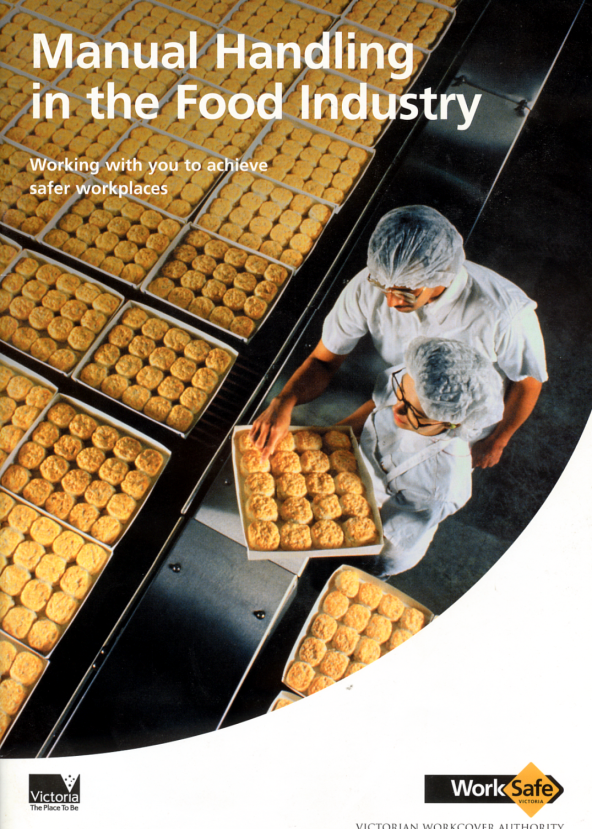 Manual Handling
in the Food Industry
Working with you to achieve
safer workplaces
Victoria
The Place To Be
WorkSafe
VICTORIA
VICTORIAN WORKCOVER AUTHORITY